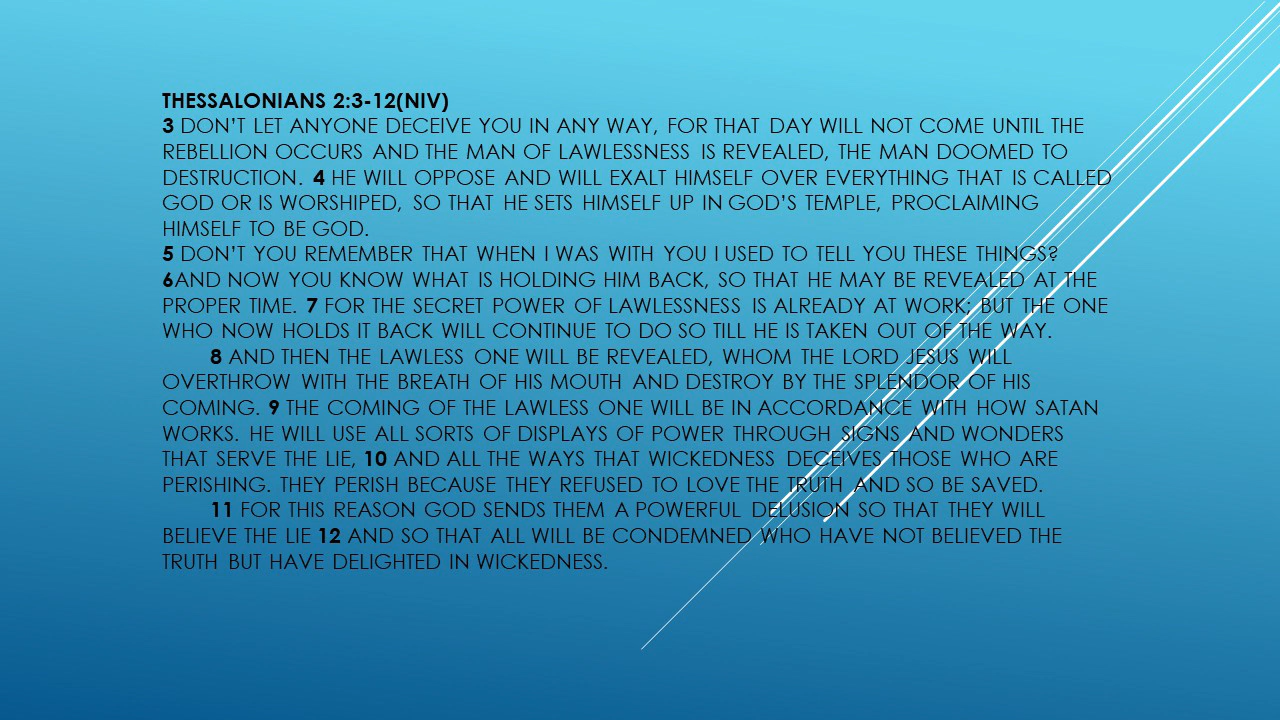 THESSALONIANS 2:3-12(NIV)
3 DON'T LET ANYONE DECEIVE YOU IN ANY WAY, FOR THAT DAY WILL NOT COME UNTIL THE
REBELLION OCCURS AND THE MAN OF LAWLESSNESS IS REVEALED, THE MAN DOOMED TO
DESTRUCTION. 4 HE WILL OPPOSE AND WILL EXALT HIMSELF OVER EVERYTHING THAT IS CALLED
GOD OR IS WORSHIPED, SO THAT HE SETS HIMSELF UP IN GOD'S TEMPLE, PROCLAIMING
HIMSELF TO BE GOD.
5 DON'T YOU REMEMBER THAT WHEN I WAS WITH YOU I USED TO TELL YOU THESE THINGS?
6AND NOW YOU KNOW WHAT IS HOLDING HIM BACK, SO THAT HE MAY BE REVEALED AT THE
PROPER TIME. 7 FOR THE SECRET POWER OF LAWLESSNESS IS ALREADY AT WORK; BUT THE ONE
WHO NOW HOLDS IT BACK WILL CONTINUE TO DO SO TILL HE IS TAKEN OUT OF THE WAY.
8 AND THEN THE LAWLESS ONE WILL BE REVEALED, WHOM THE LORD JESUS WILL
OVERTHROW WITH THE BREATH OF HIS MOUTH AND DESTROY BY THE SPLENDOR OF HIS
COMING. 9 THE COMING OF THE LAWLESS ONE WILL BE IN ACCORDANCE WITH HOW SATAN
WORKS. HE WILL USE ALL SORTS OF DISPLAYS OF POWER THROUGH SIGNS AND WONDERS
THAT SERVE THE LIE, 10 AND ALL THE WAYS THAT WICKEDNESS DECEIVES THOSE WHO ARE
PERISHING. THEY PERISH BECAUSE THEY REFUSED TO LOVE THE TRUTH AND SO BE SAVED.
11 FOR THIS REASON GOD SENDS THEM A POWERFUL DELUSION SO THAT THEY WILL
BELIEVE THE LIE 12 AND SO THAT ALL WILL BE CONDEMNED WHO HAVE NOT BELIEVED THE
TRUTH BUT HAVE DELIGHTED IN WICKEDNESS.